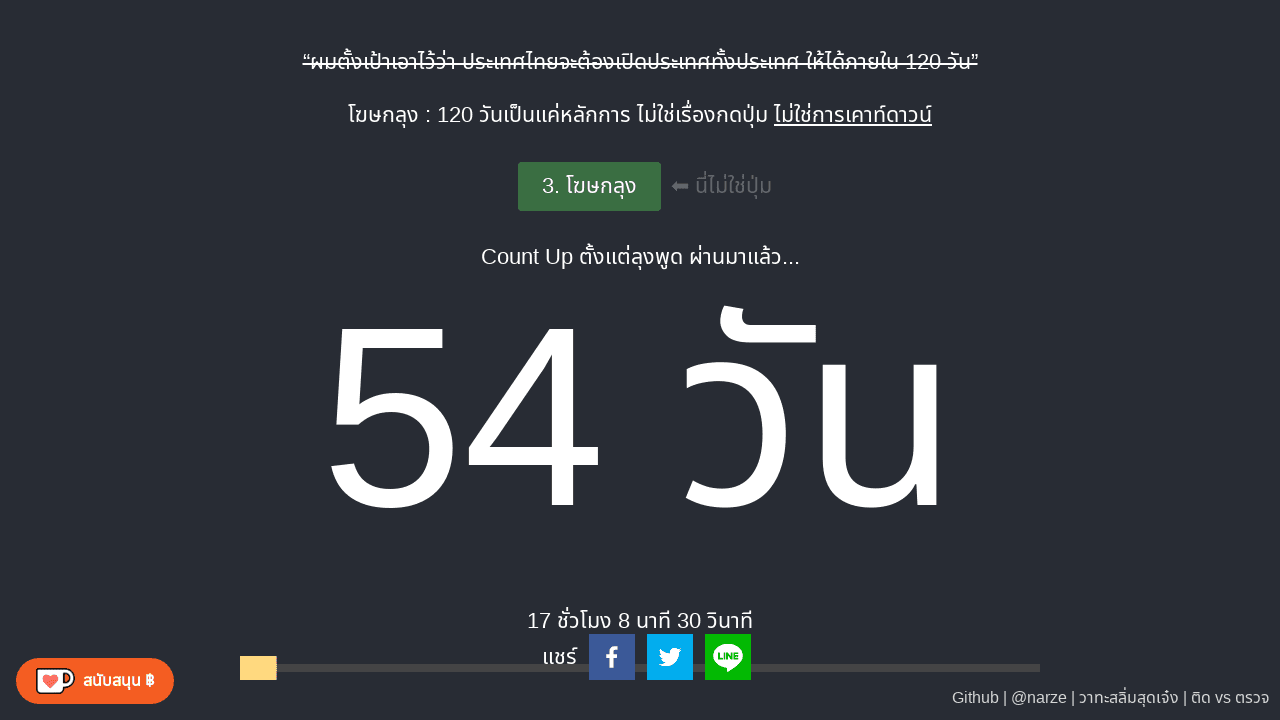 “ผมตั้งเป้าเอาไว้ว่า ประเทศไทยจะต้องเปิดประเทศทั้งประเทศ ให้ได้ภายใน 120 วัน”
โฆษกลุง : 120 วันเป็นแค่หลักการ ไม่ใช่เรื่องกดปุ่ม ไม่ใช่การเคาท์ดาวน์
3. โฆษกลุง ⬅ นี่ไม่ใช่ปุ่ม
Count Up ตั้งแต่ลุงพูด ผ่านมาแล้ว...
54 วัน
17 ชั่วโมง 8 นาที 30 วินาที
แชร์ LINE
สนับสนุน ฿
Github | @narze | วาทะสลิ่มสุดเจ๋ง | ติด vs ตรวจ